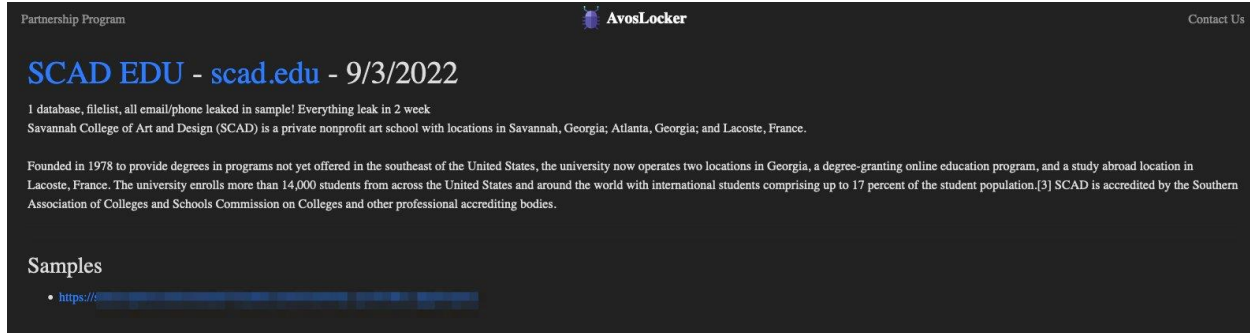 Partnership Program
AvosLocker
Contact Us
SCAD EDU - scad.edu - 9/3/2022
1 database, filelist, all email/phone leaked in sample! Everything leak in 2 week
Savannah College of Art and Design (SCAD) is a private nonprofit art school with locations in Savannah, Georgia; Atlanta, Georgia; and Lacoste, France.
Founded in 1978 to provide degrees in programs not yet offered in the southeast of the United States, the university now operates two locations in Georgia, a degree-granting online education program, and a study abroad location in
Lacoste, France. The university enrolls more than 14,000 students from across the United States and around the world with international students comprising up to 17 percent of the student population.[3] SCAD is accredited by the Southern
Association of Colleges and Schools Commission on Colleges and other professional accrediting bodies.
Samples
• https://